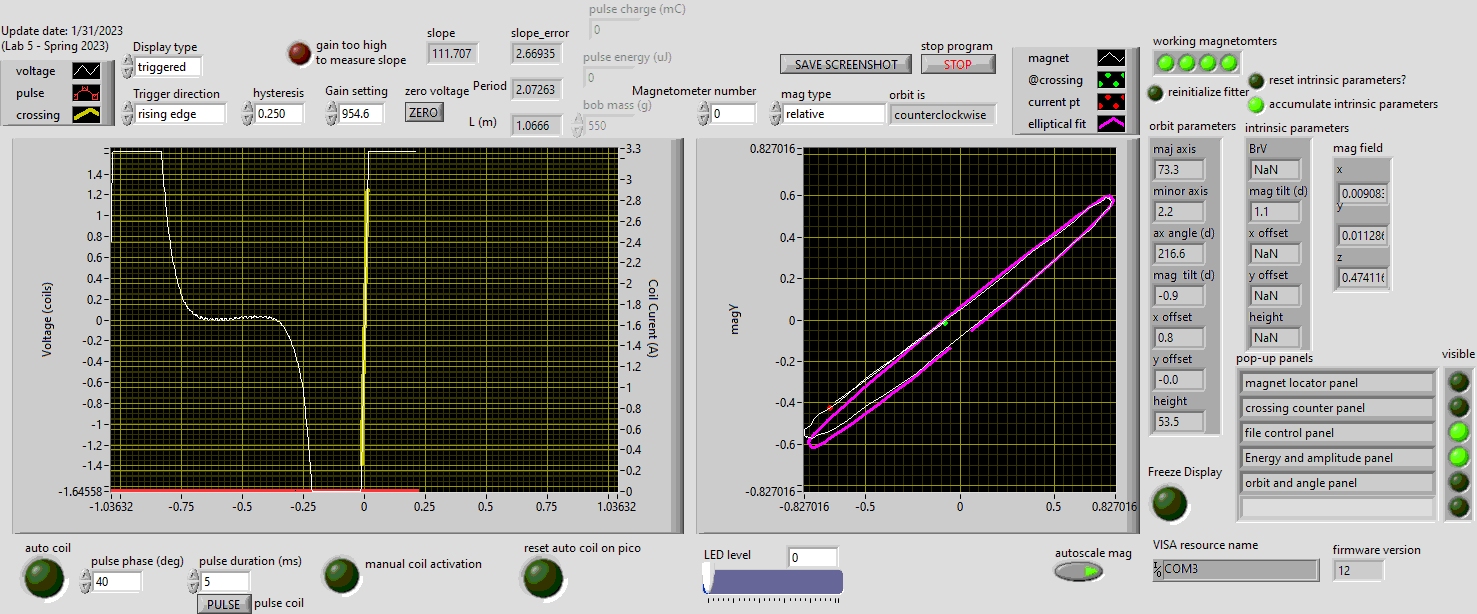 Update date: 1/31/2023
(Lab 5 - Spring 2023)
voltage
pulse
crossing
Display type
triggered
Trigger direction
rising edge
gain too high
to measure slope
hysteresis
0.250
Gain setting
954.6
slope
111.707
zero voltage
ZERO
slope_error
2.66935
Period
2.07263
L (m)
1.0666
pulse charge (mC)
0
pulse energy (uJ)
0
bob mass (g)
550
Magnetometer number
0
SAVE SCREENSHOT
stop program
STOP
mag type
relative
orbit is
counterclockwise
magnet
@crossing
current pt
elliptical fit
working magnetomters
reset intrinsic parameters?
reinitialize fitter
accumulate intrinsic parameters
orbit parameters
maj axis
73.3
minor axis
2.2
ax angle (d)
216.6
mag tilt (d)
-0.9
x offset
0.8
y offset
-0.0
height
53.5
intrinsic parameters
BrV
NaN
mag tilt (d)
1.1
x offset
NaN
y offset
NaN
height
NaN
mag field
x
0.00908
y
0.01128
z
0.474116
Voltage (coils)
1.4
1.2
1
0.8
0.6
0.4
0.2
0
-0.2
-0.4
-0.6
-0.8
-1
-1.2
-1.4
-1.64558
-1.03632
-0.75
-0.5
-0.25
0
0.25
0.5
0.75
1.03632
3.3
3
2.8
2.6
2.4
2.2
2
1.8
1.6
1.4
1.2
1
0.8
0.6
0.4
0.2
0
Coil Curent (A)
magy
0.827016
0.6
0.4
0.2
0
-0.2
-0.4
-0.6
-0.827016
-0.827016
-0.5
0
0.5
0.827016
pop-up panels
visible
magnet locator panel
crossing counter panel
file control panel
Energy and amplitude panel
orbit and angle panel
Freeze Display
auto coil
pulse phase (deg)
40
pulse duration (ms)
5
PULSE
pulse coil
manual coil activation
reset auto coil on pico
LED level
0
autoscale mag
VISA resource name
COM3
firmware version
12